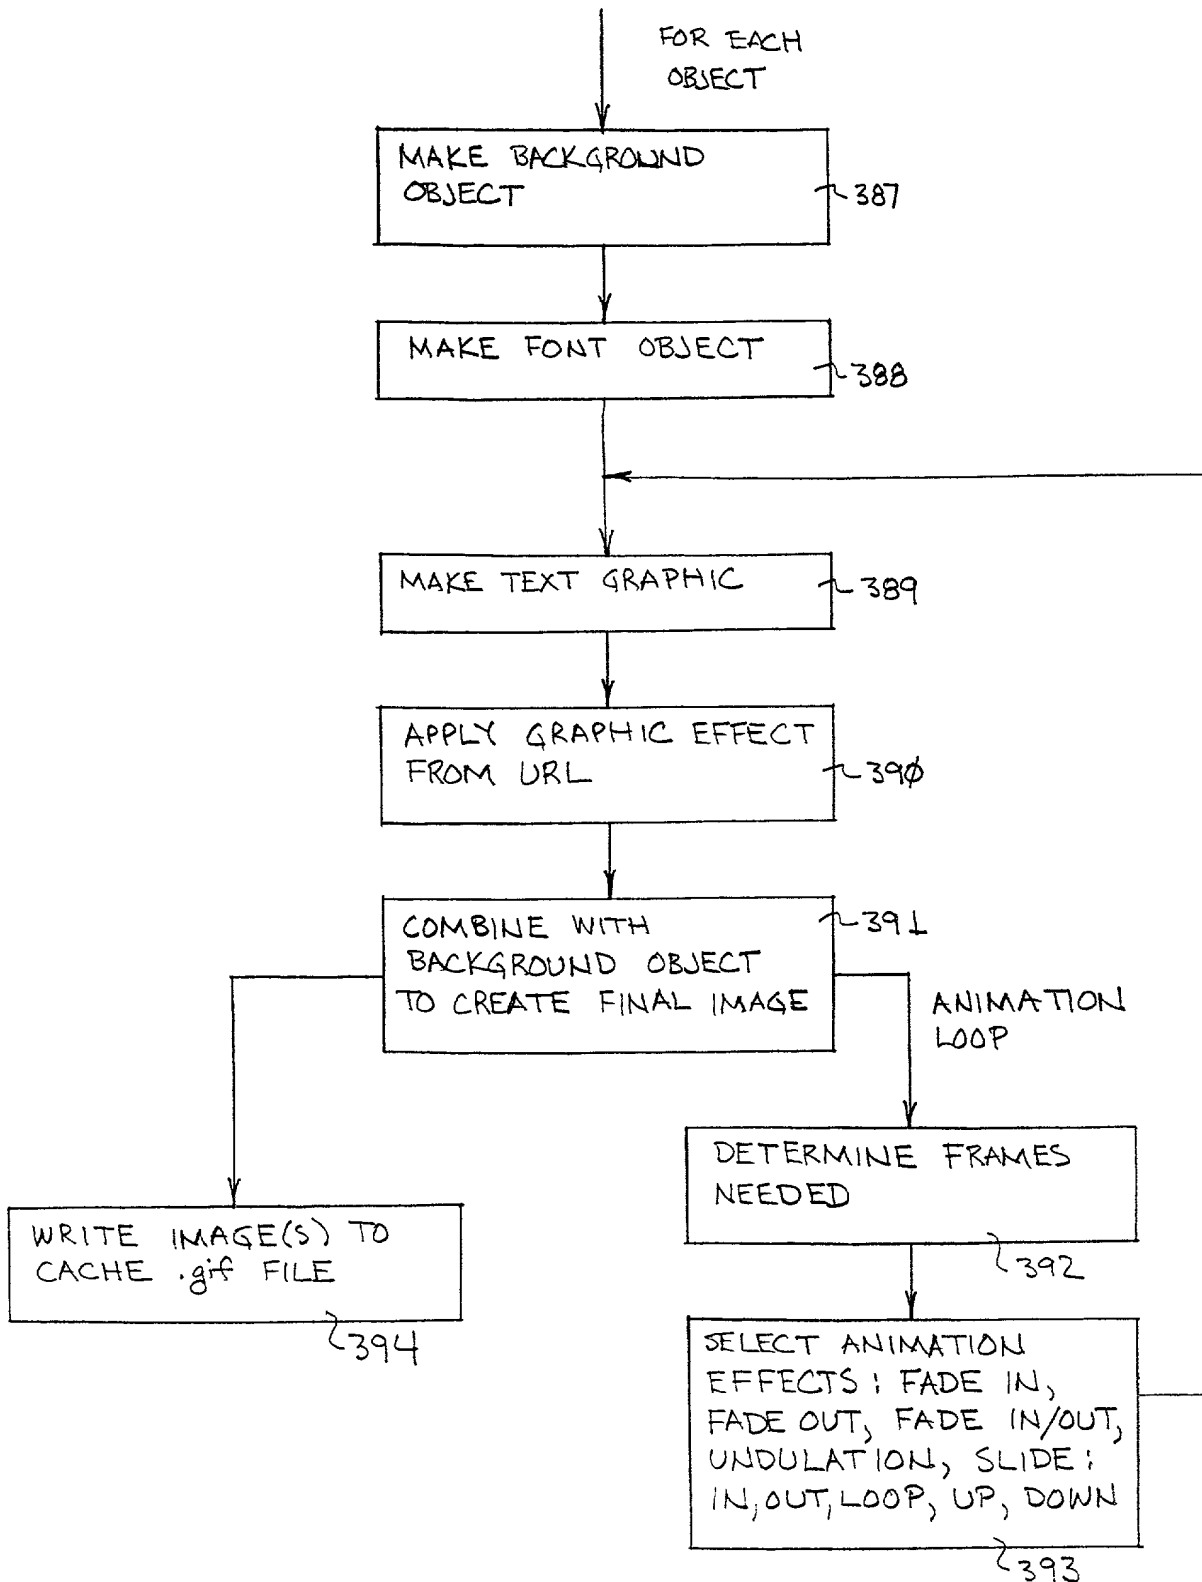 FOR EACH
OBJECT
MAKE BACKGROUND
OBJECT
387
MAKE FONT OBJECT
388
MAKE TEXT GRAPHIC
389
APPLY GRAPHIC EFFECT
FROM URL
390
COMBINE WITH
BACKGROUND OBJECT
TO CREATE FINAL IMAGE
391
ANIMATION
LOOP
DETERMINE FRAMES
NEEDED
392
WRITE IMAGE(S) TO
CACHE .gif FILE
394
SELECT ANIMATION
EFFECTS: FADE IN,
FADE OUT, FADE IN/OUT,
UNDULATION, SLIDE:
IN, OUT, LOOP, UP, DOWN
393